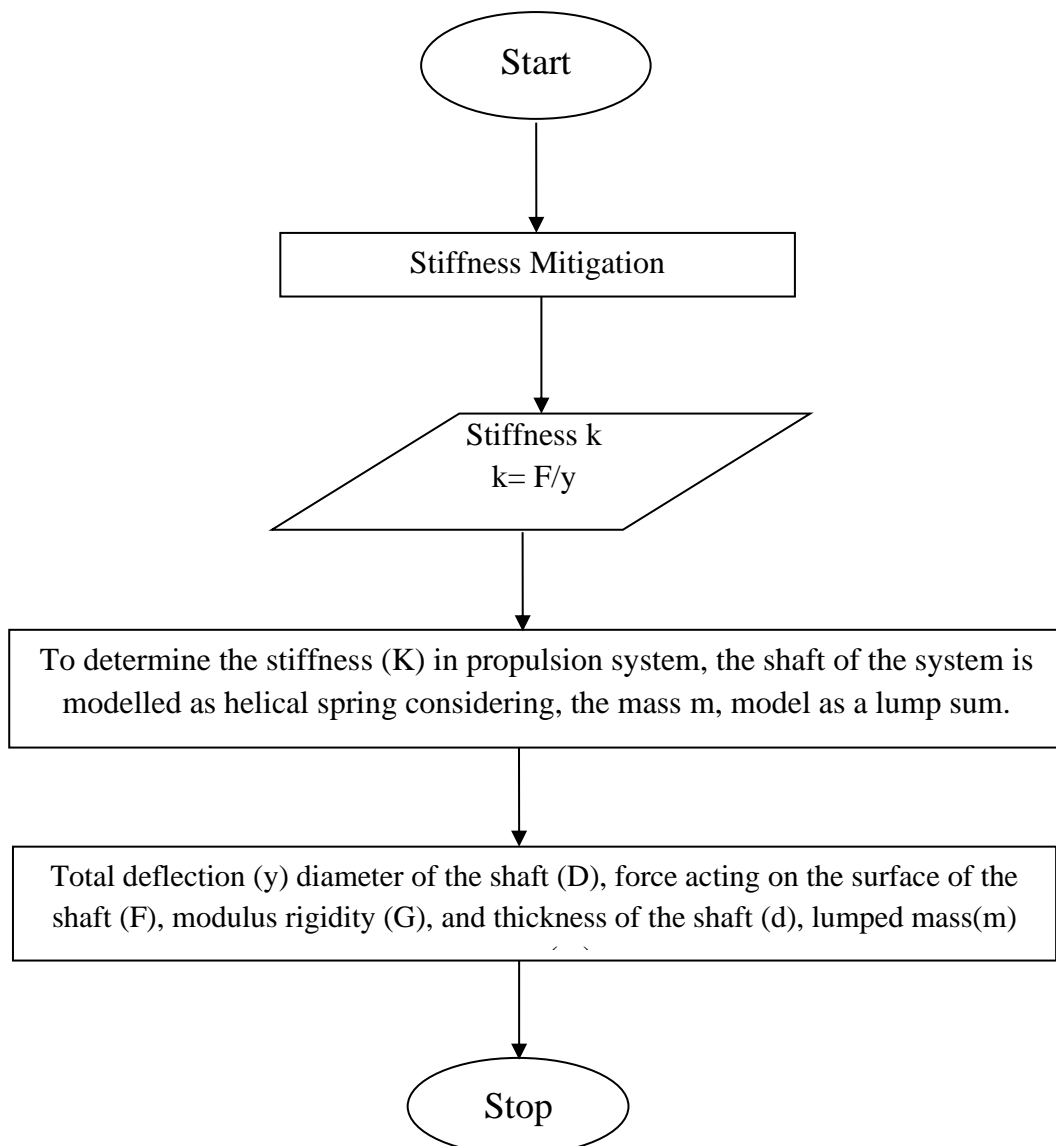 Start
Stiffness Mitigation
Stiffness k
k= F/y
To determine the stiffness (K) in propulsion system, the shaft of the system is
modelled as helical spring considering, the mass m, model as a lump sum.
Total deflection (y) diameter of the shaft (D), force acting on the surface of the
shaft (F), modulus rigidity (G), and thickness of the shaft (d), lumped mass(m)
Stop